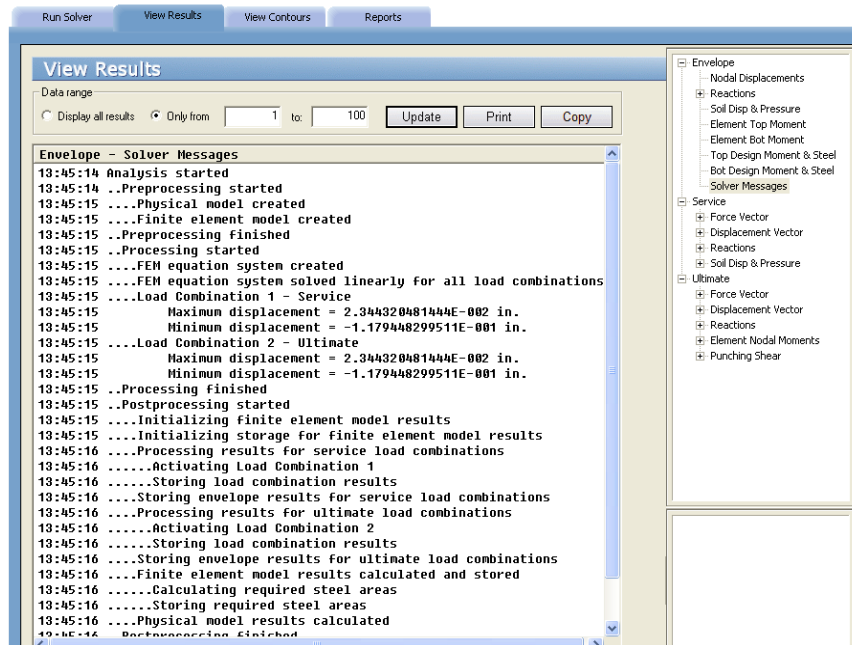 Run Solver
View Results
View Contours
Reports
View Results
Data range
Display all results
Only from
1
to:
100
Update
Print
Copy
Envelope - Solver Messages
13:45:14 Analysis started
13:45:14 ..Preprocessing started
13:45:15 ....Physical model created
13:45:15 ....Finite element model created
13:45:15 ..Preprocessing finished
13:45:15 ..Processing started
13:45:15 ....FEM equation system created
13:45:15 ....FEM equation system solved linearly for all load combinations
13:45:15 ....Load Combination 1 - Service
13:45:15 Maximum displacement = 2.344320481444E-002 in.
13:45:15 Minimum displacement = -1.179448299511E-001 in.
13:45:15 ....Load Combination 2 - Ultimate
13:45:15 Maximum displacement = 2.344320481444E-002 in.
13:45:15 Minimum displacement = -1.179448299511E-001 in.
13:45:15 ..Processing finished
13:45:15 ..Postprocessing started
13:45:15 ....Initializing finite element model results
13:45:15 ....Initializing storage for finite element model results
13:45:16 ....Processing results for service load combinations
13:45:16 ......Activating Load Combination 1
13:45:16 ......Storing load combination results
13:45:16 ....Storing envelope results for service load combinations
13:45:16 ....Processing results for ultimate load combinations
13:45:16 ......Activating Load Combination 2
13:45:16 ......Storing load combination results
13:45:16 ....Storing envelope results for ultimate load combinations
13:45:16 ....Finite element model results calculated and stored
13:45:16 ......Calculating required steel areas
13:45:16 ......Storing required steel areas
13:45:16 ....Physical model results calculated
13:45:16 ..Postprocessing finished
Envelope
Nodal Displacements
Reactions
Soil Disp & Pressure
Element Top Moment
Element Bot Moment
Top Design Moment & Steel
Bot Design Moment & Steel
Solver Messages
Service
Force Vector
Displacement Vector
Reactions
Soil Disp & Pressure
Ultimate
Force Vector
Displacement Vector
Reactions
Element Nodal Moments
Punching Shear